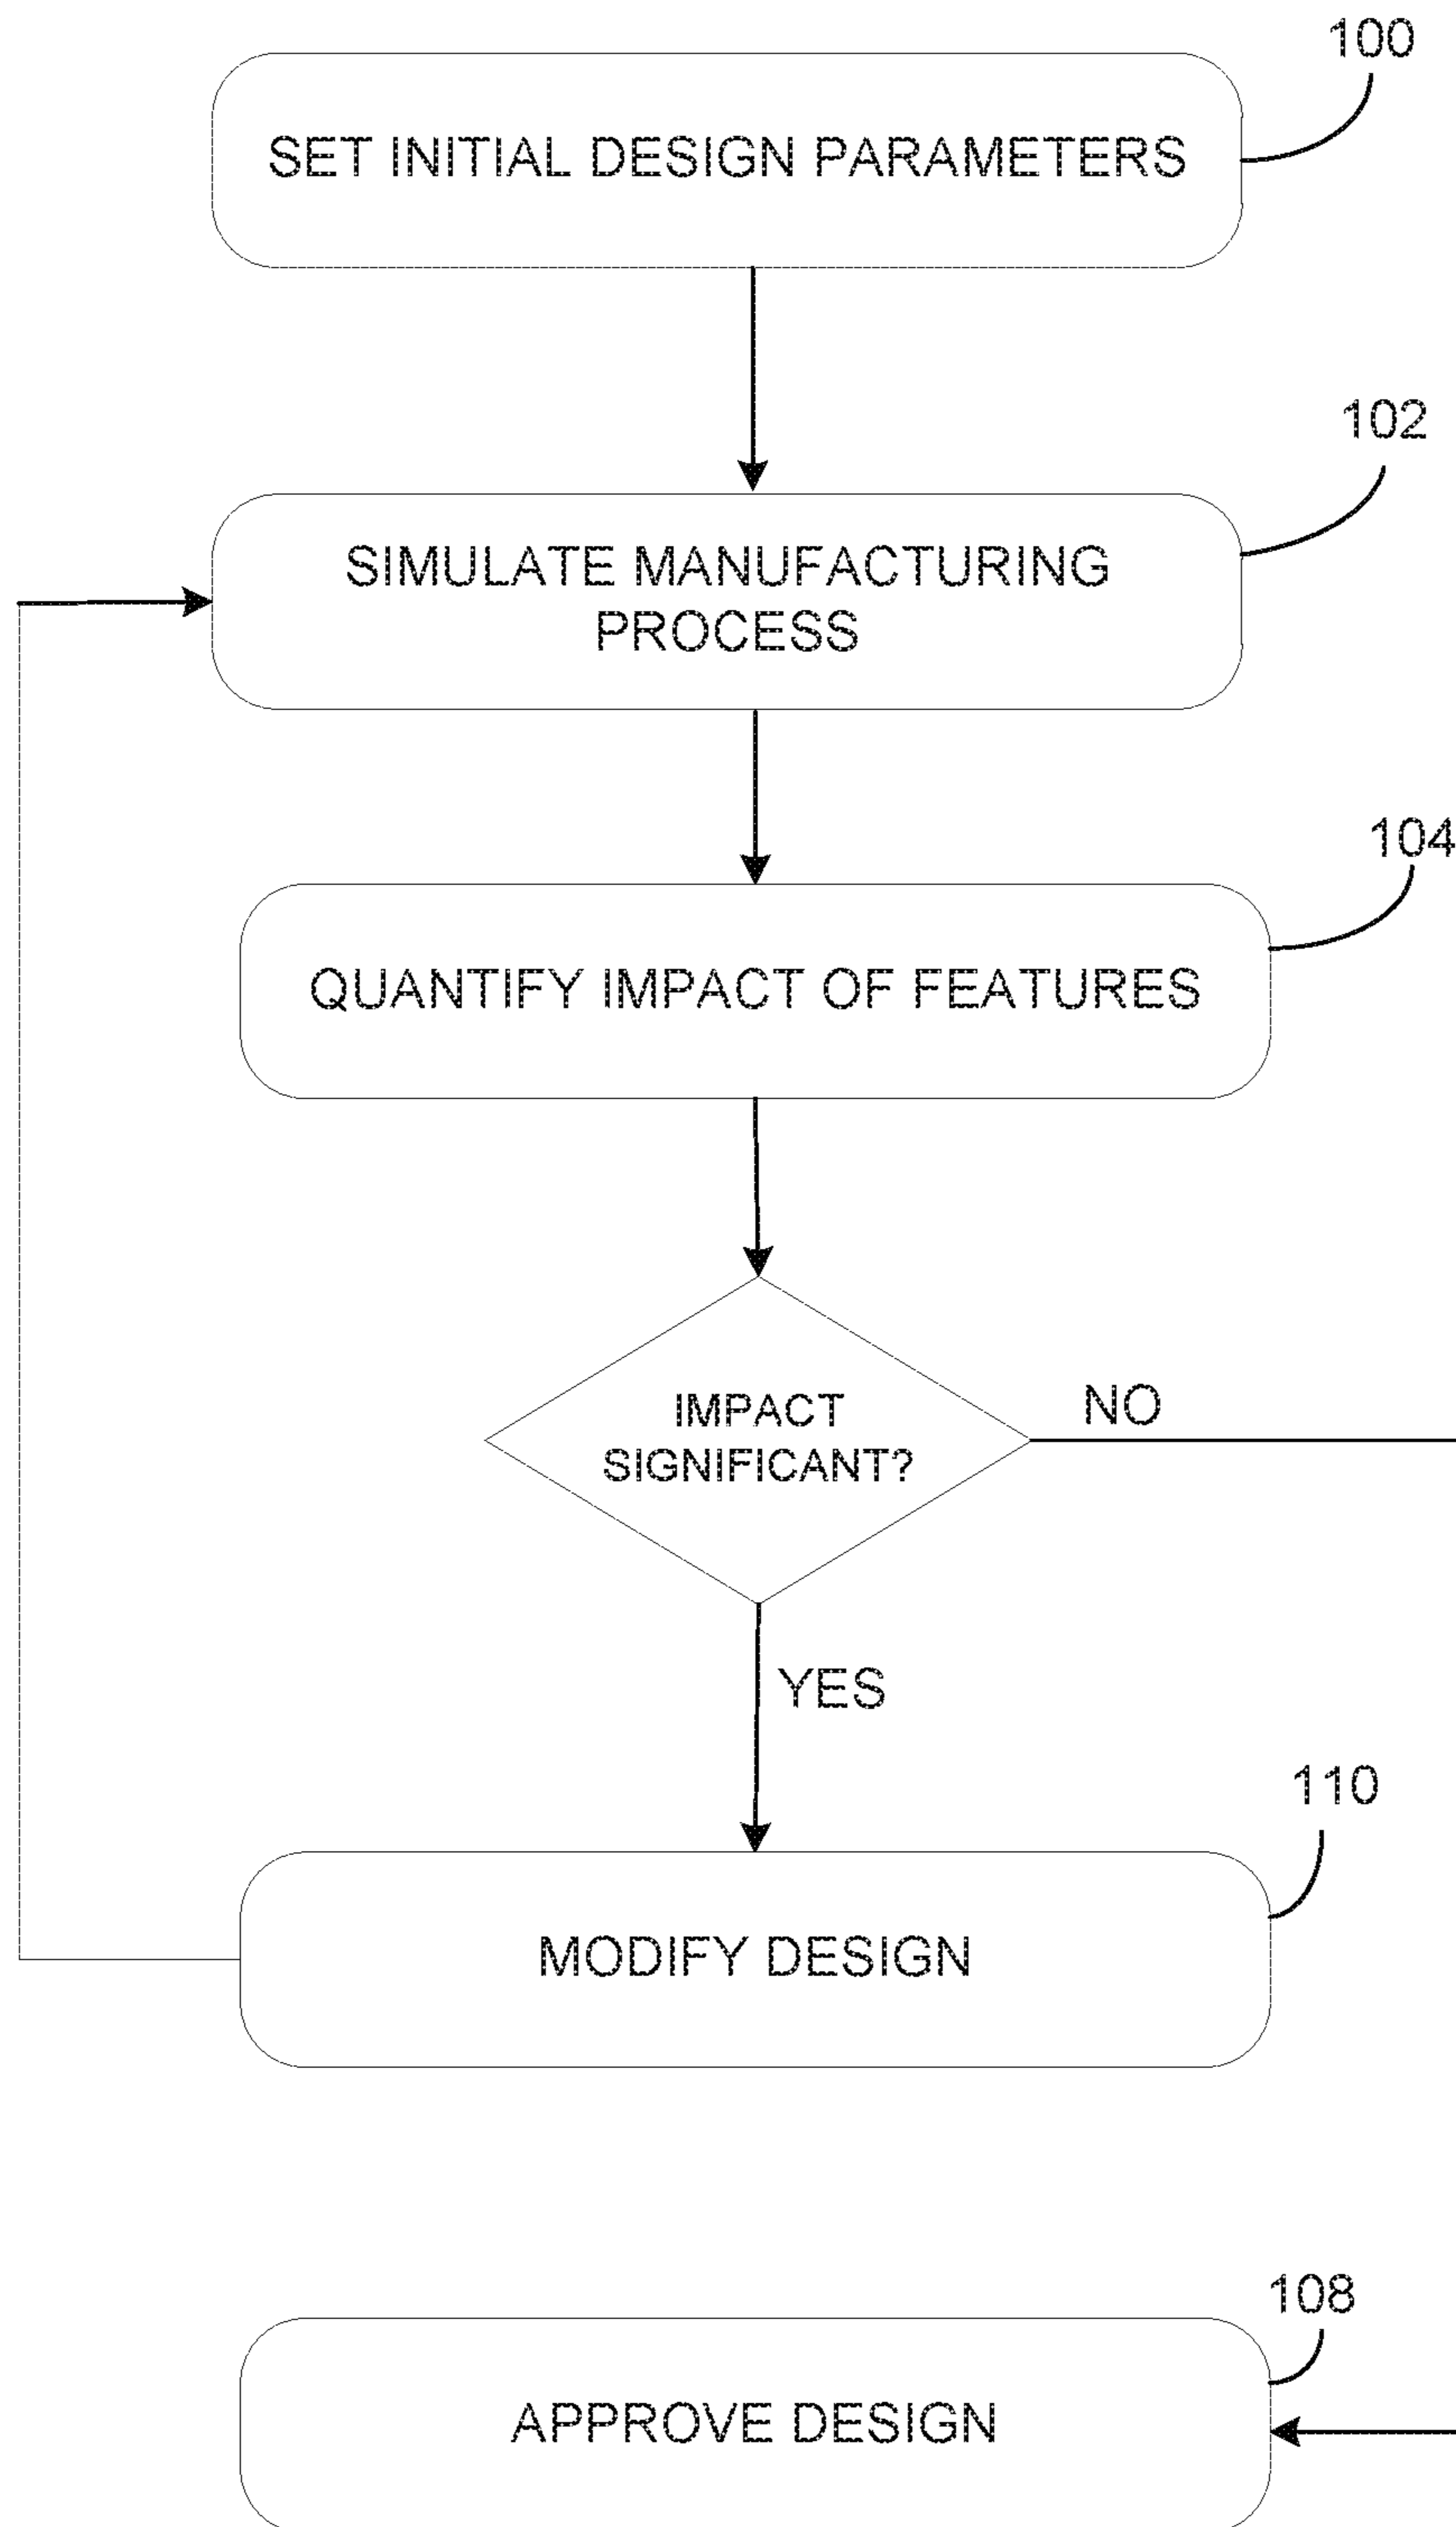 100
SET INITIAL DESIGN PARAMETERS
102
SIMULATE MANUFACTURING
PROCESS
104
QUANTIFY IMPACT OF FEATURES
IMPACT
SIGNIFICANT?
NO
YES
110
MODIFY DESIGN
108
APPROVE DESIGN